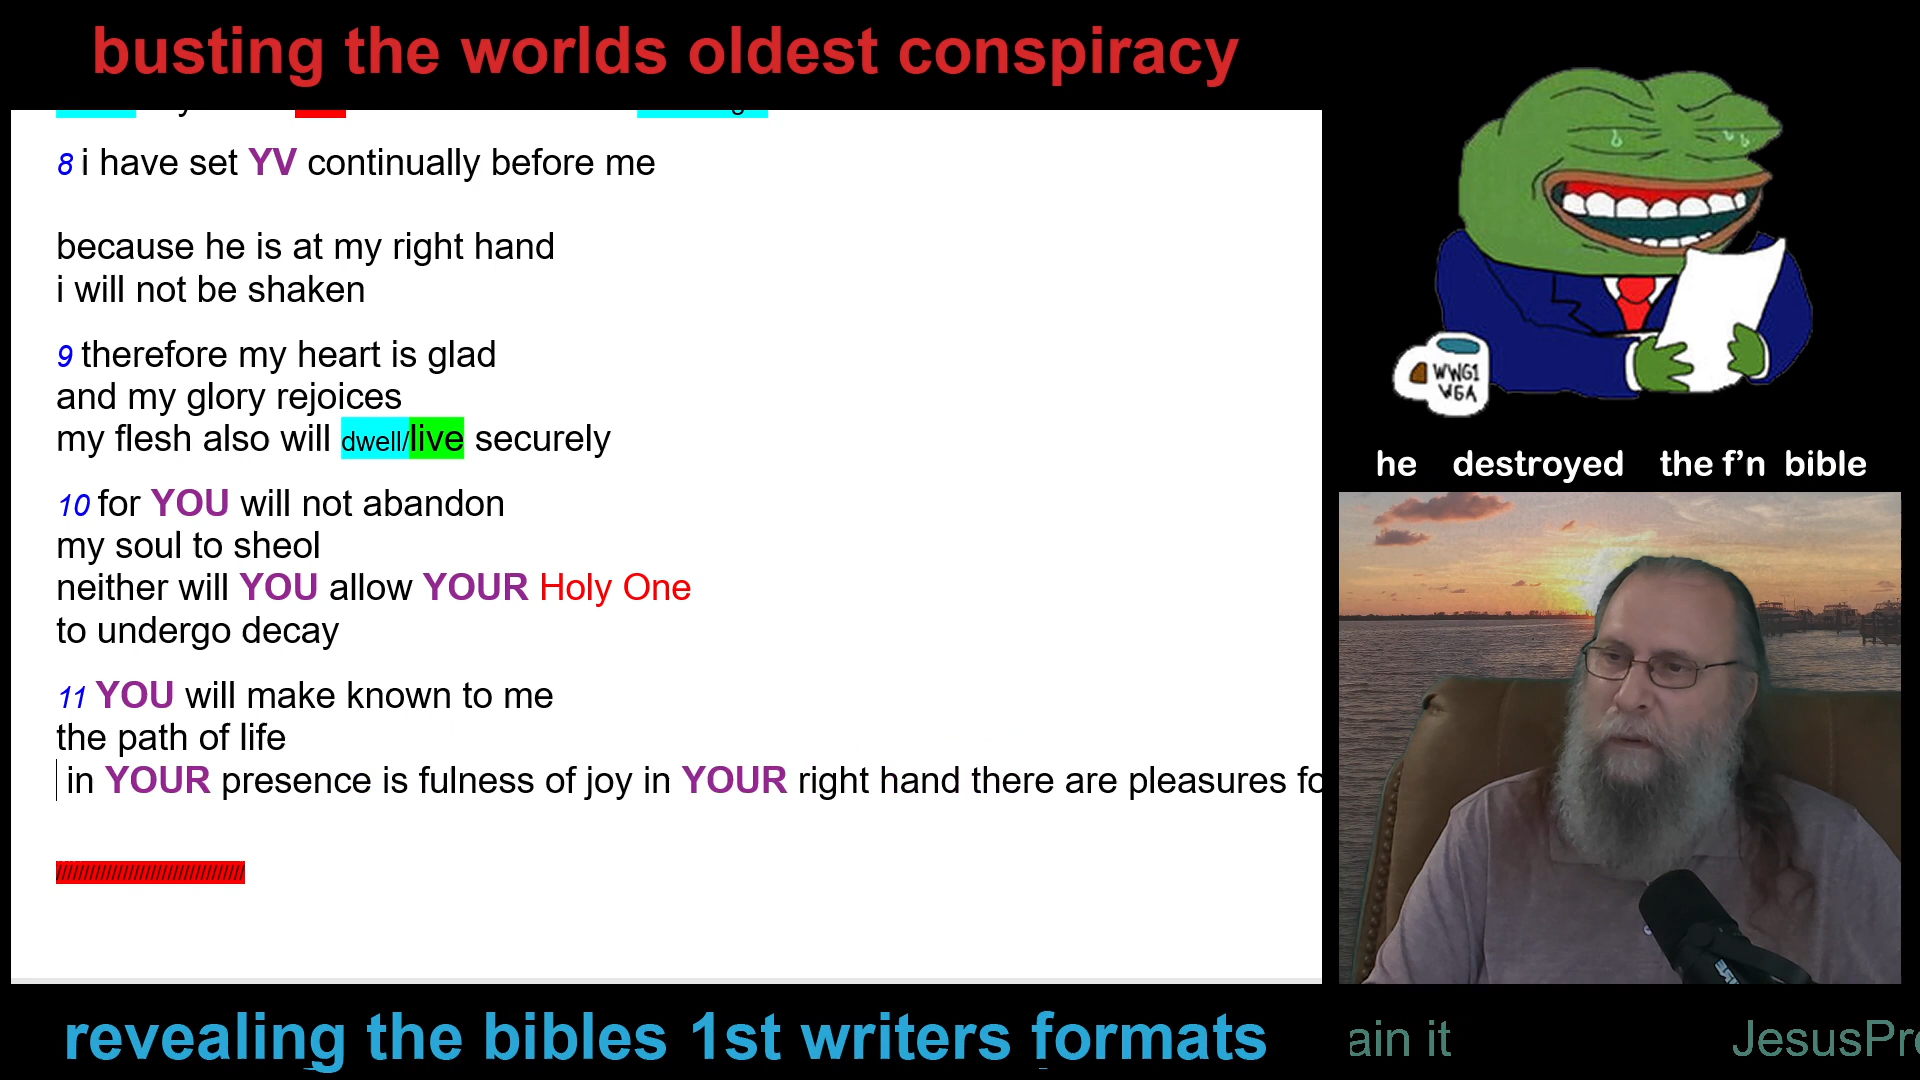 busting the worlds oldest conspiracy
8 i have set YV continually before me
because he is at my right hand
i will not be shaken
9 therefore my heart is glad
and my glory rejoices
my flesh also will dwell/live securely
10 for YOU will not abandon
my soul to sheol
neither will YOU allow YOUR Holy One
to undergo decay
11 YOU will make known to me
the path of life
in YOUR presence is fulness of joy in YOUR right hand there are pleasures fo
//////////////////////////////////
WWG1
WGA
he destroyed the f'n bible
revealing the bibles 1st writers formats
ain it JesusPr